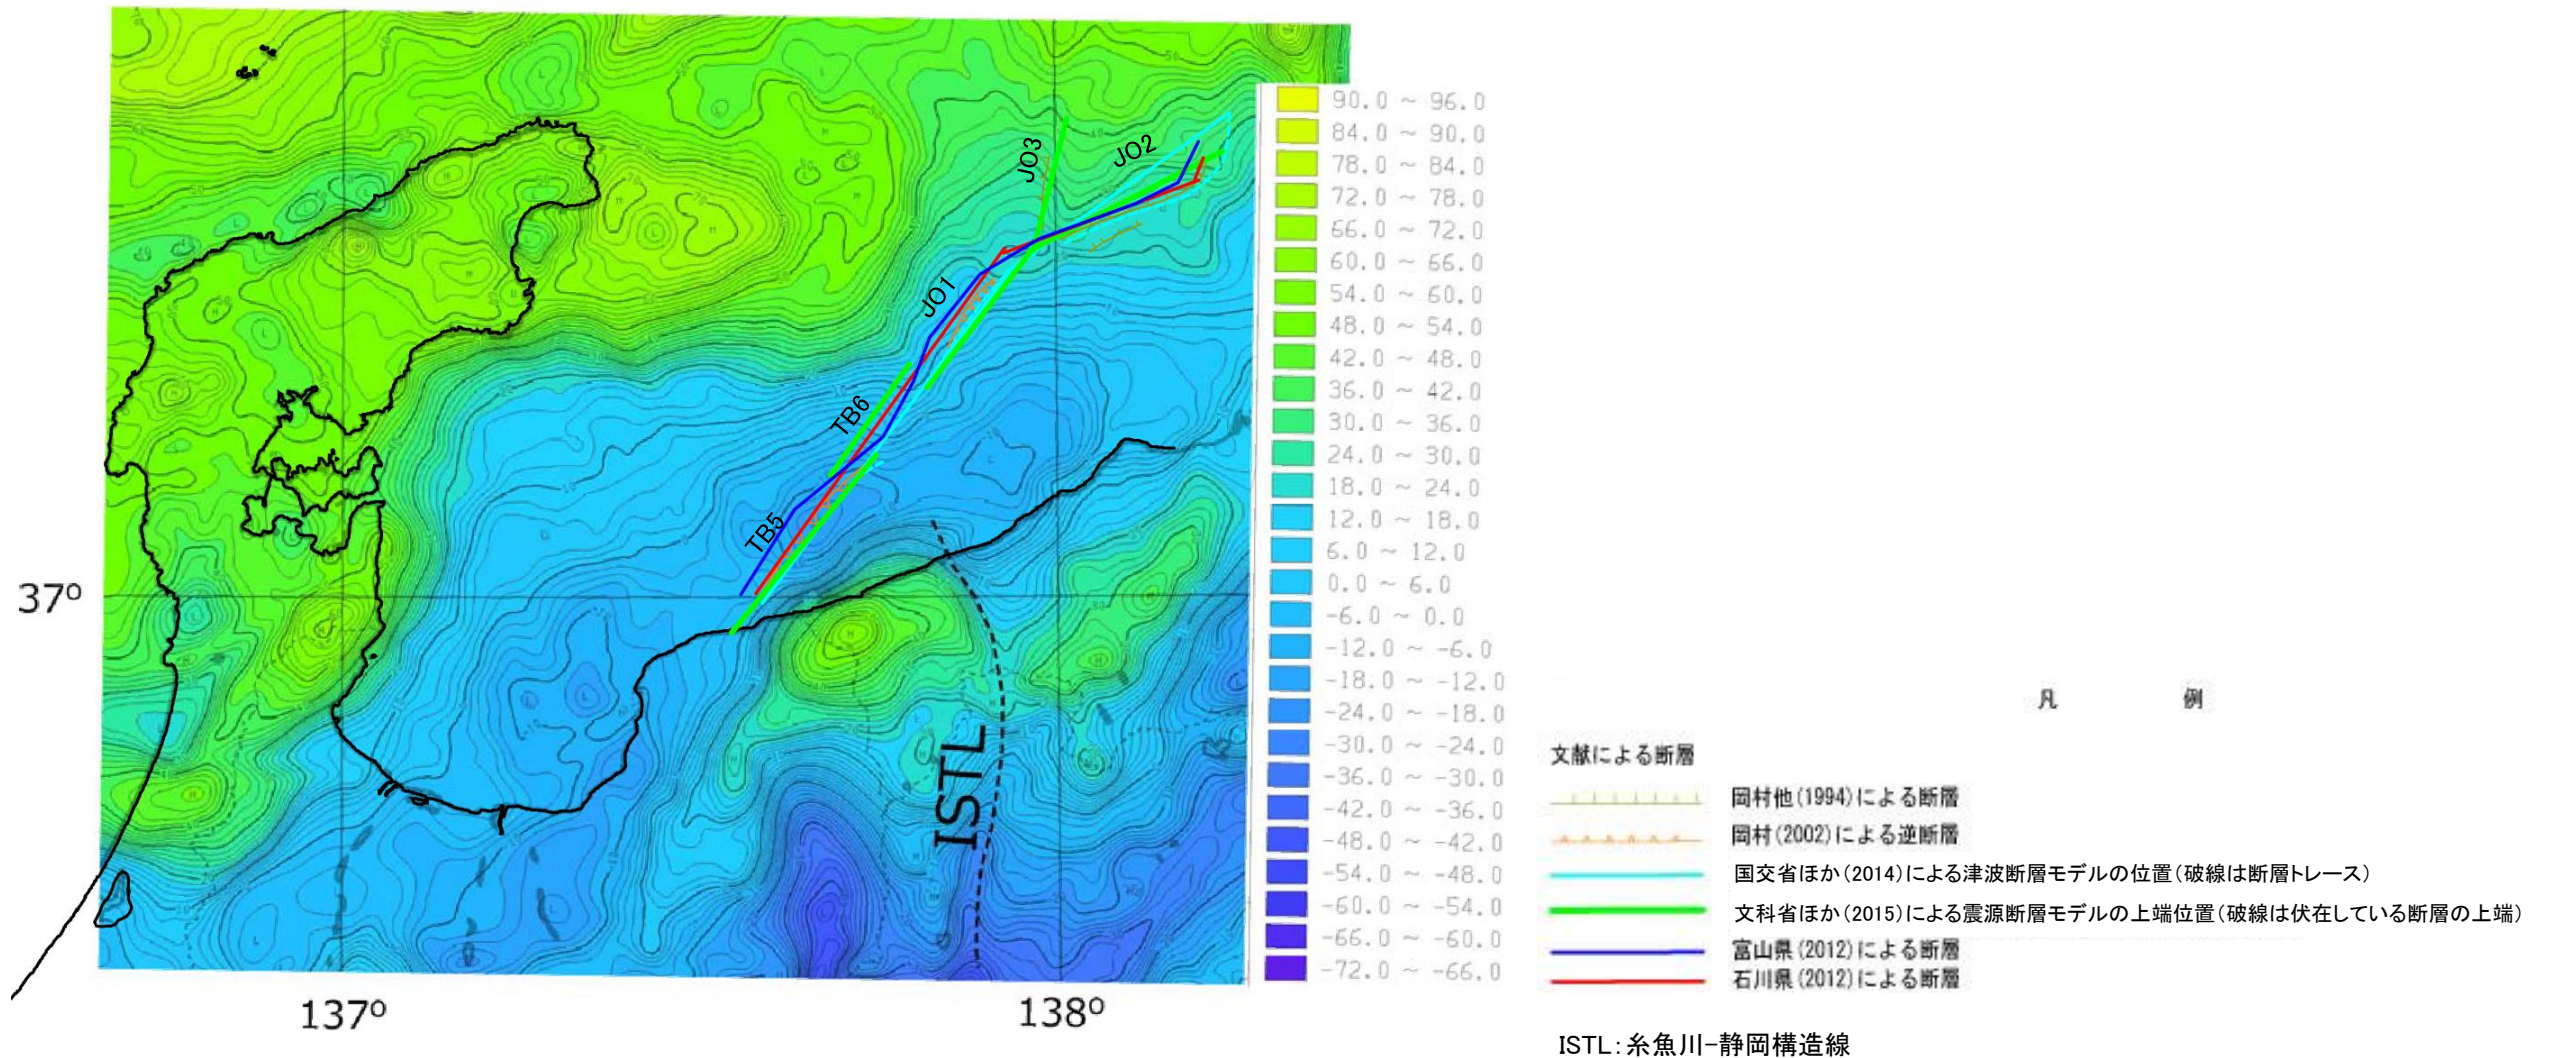 JO3
JO2
JO1
TB6
TB5
ISTL
37º
137º
138º
90.0 ~ 96.0
84.0 ~ 90.0
78.0 ~ 84.0
72.0 ~ 78.0
66.0 ~ 72.0
60.0 ~ 66.0
54.0 ~ 60.0
48.0 ~ 54.0
42.0 ~ 48.0
36.0 ~ 42.0
30.0 ~ 36.0
24.0 ~ 30.0
18.0 ~ 24.0
12.0 ~ 18.0
6.0 ~ 12.0
0.0 ~ 6.0
-6.0 ~ 0.0
-12.0 ~ -6.0
-18.0 ~ -12.0
-24.0 ~ -18.0
-30.0 ~ -24.0
-36.0 ~ -30.0
-42.0 ~ -36.0
-48.0 ~ -42.0
-54.0 ~ -48.0
-60.0 ~ -54.0
-66.0 ~ -60.0
-72.0 ~ -66.0
凡 例
文献による断層
岡村他(1994)による断層
岡村(2002)による逆断層
国交省ほか(2014)による津波断層モデルの位置(破線は断層トレース)
文科省ほか(2015)による震源断層モデルの上端位置(破線は伏在している断層の上端)
富山県(2012)による断層
石川県(2012)による断層
ISTL:糸魚川-静岡構造線